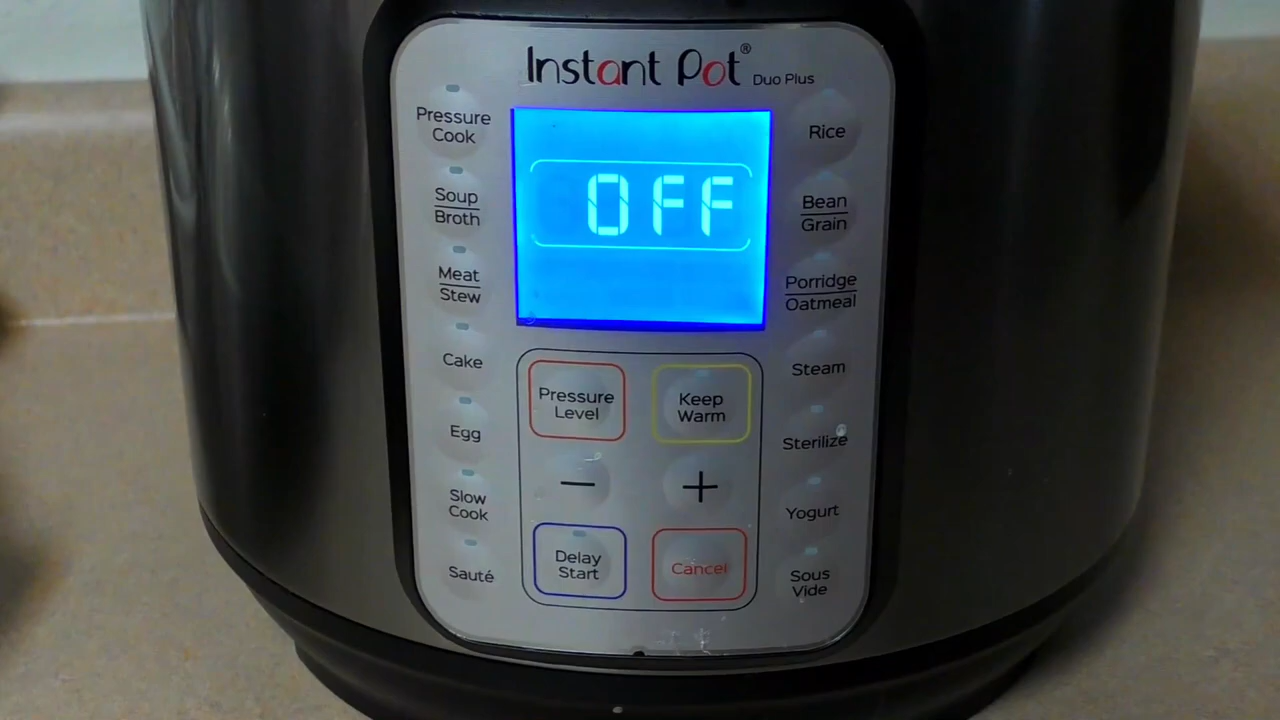 Instant Pot® Duo Plus
Pressure
Cook
Soup
Broth
Meat
Stew
Cake
Egg
Slow
Cook
Sauté
OFF
Pressure
Level
Keep
Warm
− +
Delay
Start
Cancel
Rice
Bean
Grain
Porridge
Oatmeal
Steam
Sterilize
Yogurt
Sous
Vide